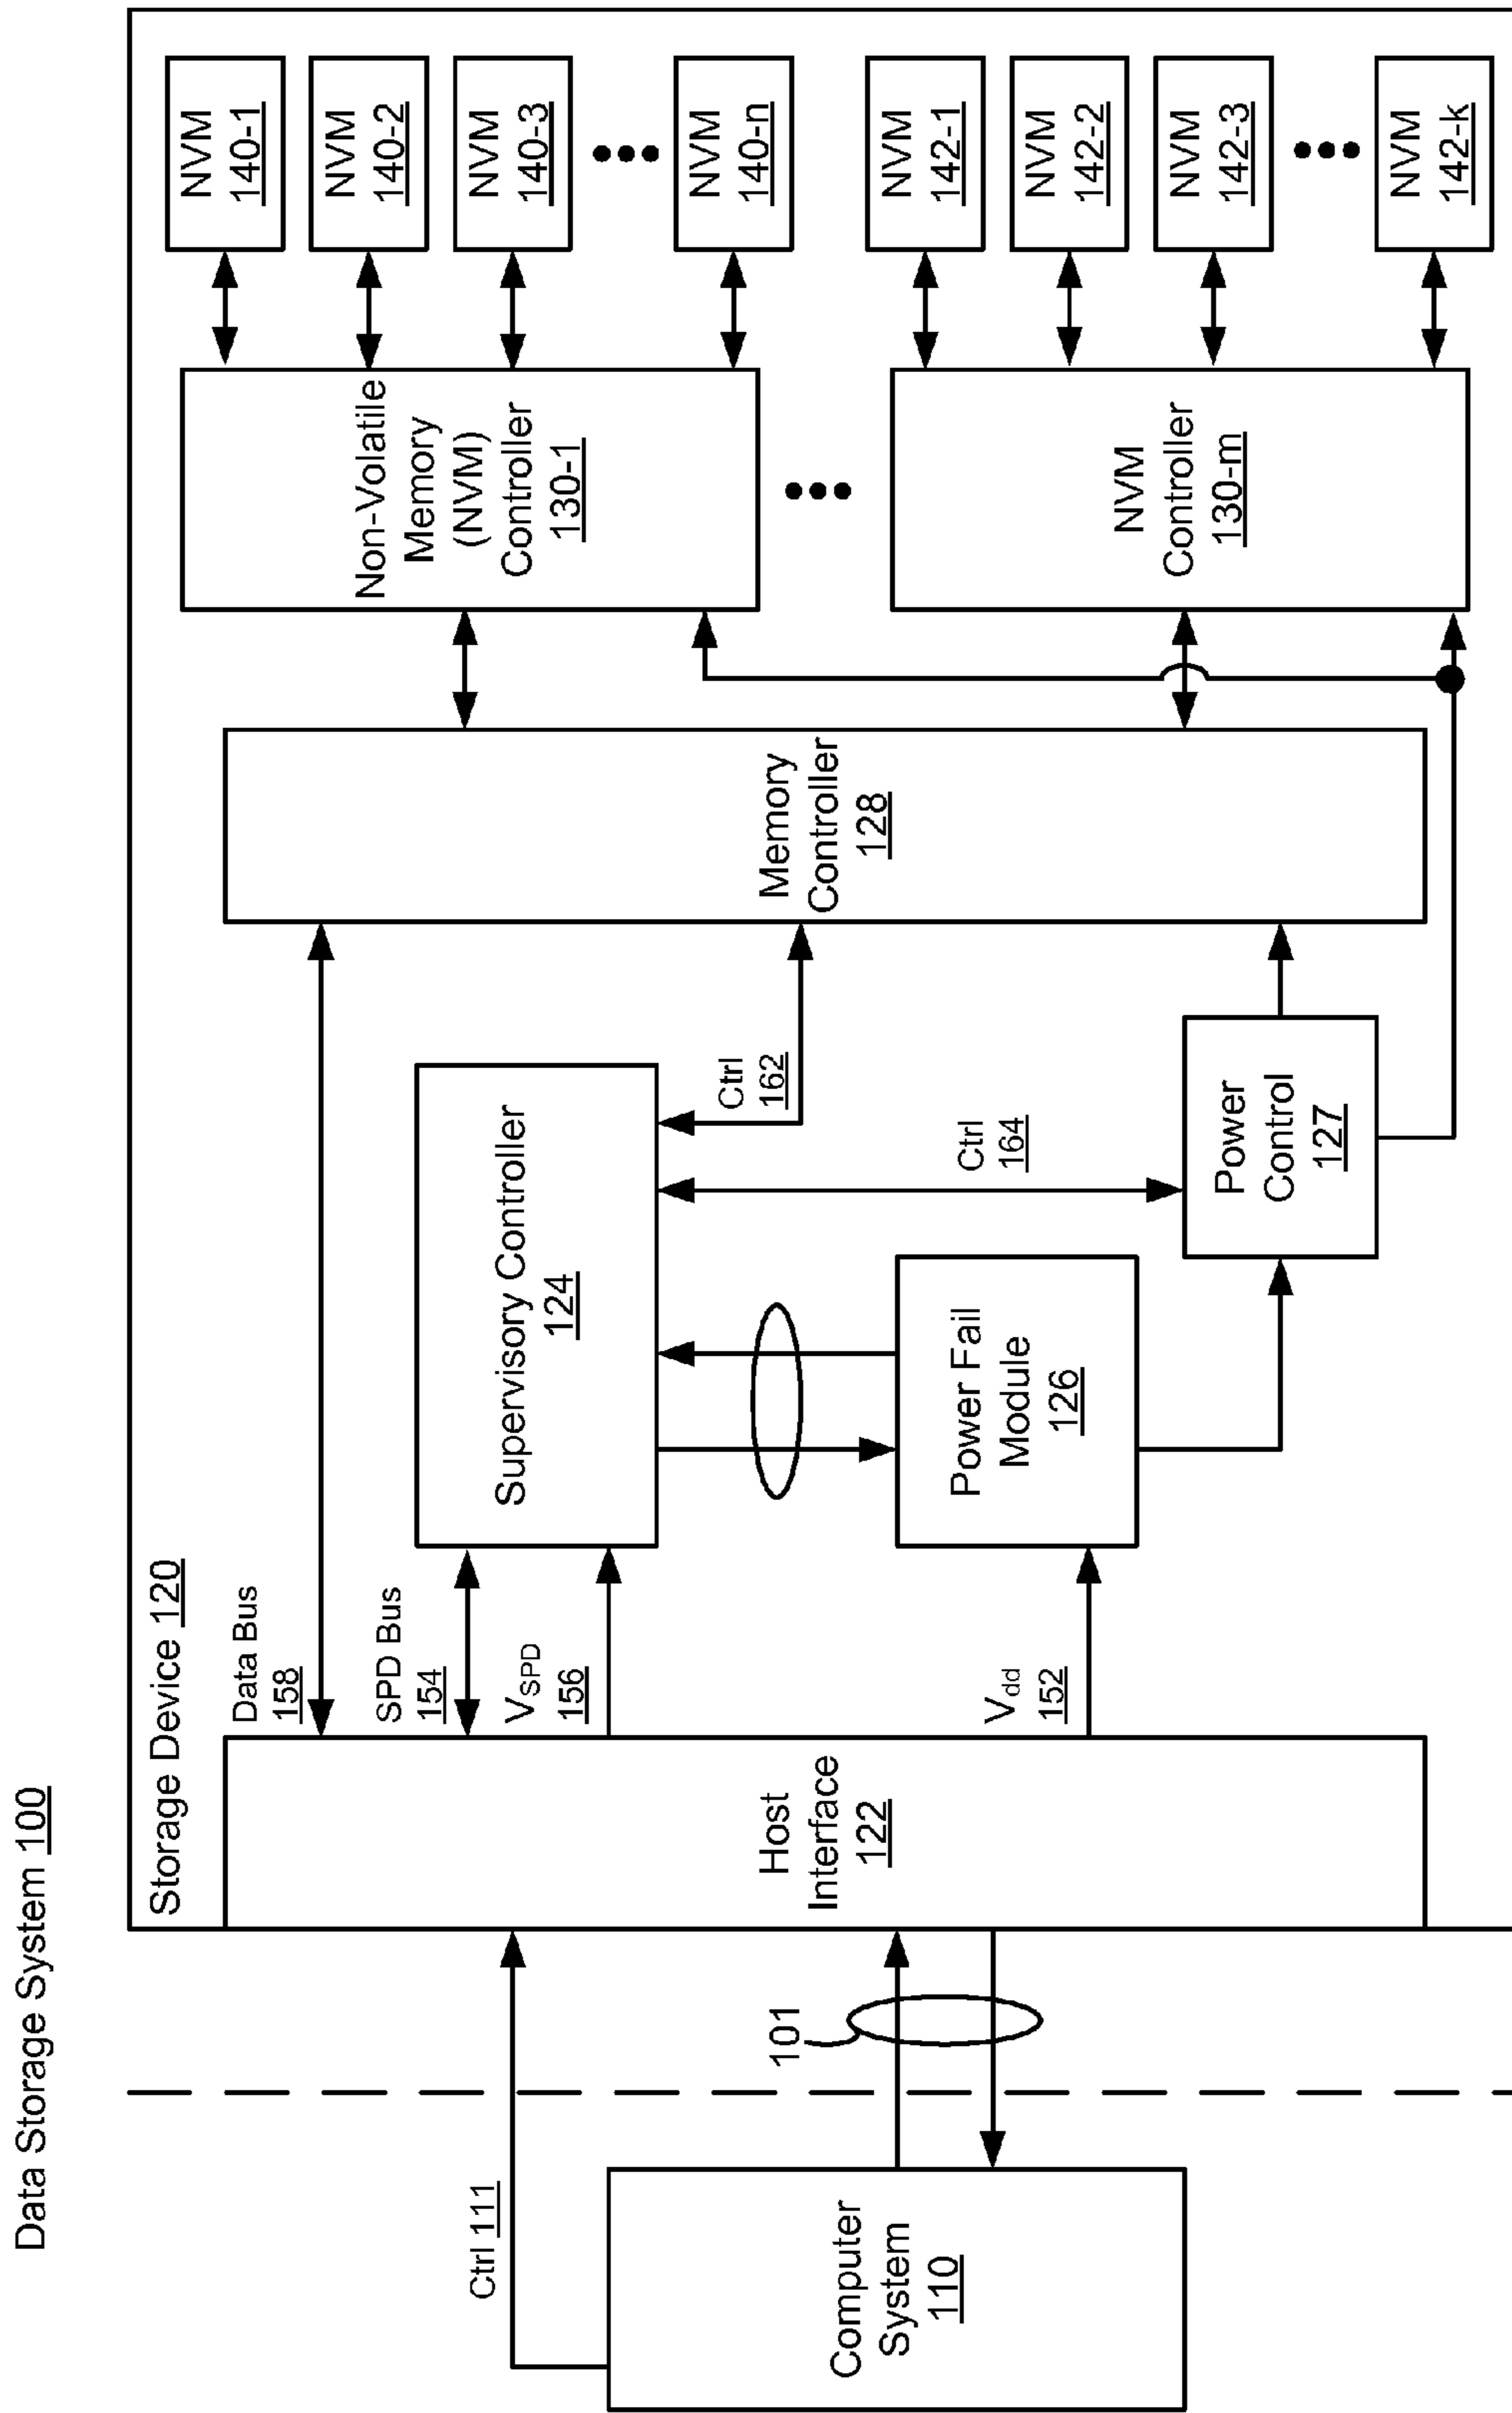 Data Storage System 100
Storage Device 120
Computer
System
110
Ctrl 111
101
Host
Interface
122
Data Bus
158
SPD Bus
154
VSPD
156
Vdd
152
Supervisory Controller
124
Power Fail
Module
126
Ctrl
162
Ctrl
164
Power
Control
127
Memory
Controller
128
Non-Volatile
Memory
(NVM)
Controller
130-1
NVM
Controller
130-m
NVM
140-1
NVM
140-2
NVM
140-3
NVM
140-n
NVM
142-1
NVM
142-2
NVM
142-3
NVM
142-k